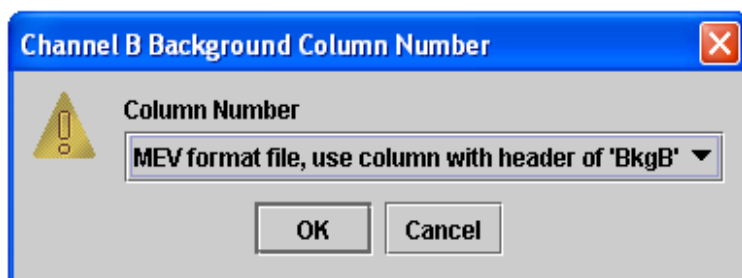 Channel B Background Column Number
Column Number
MEV format file, use column with header of 'BkgB'
OK Cancel